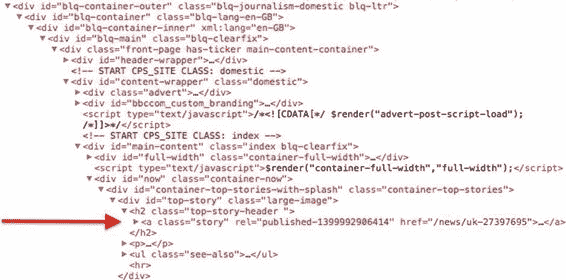 ▼<div id="blq-container-outer" class="blq-journalism-domestic blq-ltr">
▼<div id="blq-container" class="blq-lang-en-GB">
▼<div id="blq-container-inner" xml:lang="en-GB">
▼<div id="blq-main" class="blq-clearfix">
▼<div class="front-page has-ticker main-content-container">
▶<div id="header-wrapper">…</div>
<!-- START CPS_SITE CLASS: domestic -->
▼<div id="content-wrapper" class="domestic">
▶<div class="advert">…</div>
▶<div id="bbccom_custom_branding">…</div>
<script type="text/javascript">/*<![CDATA[*/ $render("advert-post-script-load");
/*]]>*/</script>
<!-- START CPS_SITE CLASS: index -->
▼<div id="main-content" class="index blq-clearfix">
▶<div id="full-width" class="container-full-width">…</div>
<script type="text/javascript">$render("container-full-width","full-width");</script>
▼<div id="now" class="container-now">
▼<div id="container-top-stories-with-splash" class="container-top-stories">
▼<div id="top-story" class="large-image">
▼<h2 class="top-story-header ">
▶<a class="story" rel="published-1399992906414" href="/news/uk-27397695">…</a>
</h2>
▶<p>…</p>
▶<ul class="see-also">…</ul>
<hr>
</div>